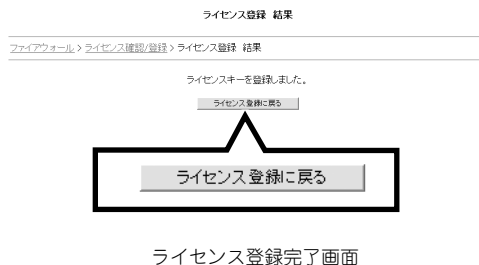 ライセンス登録 結果
ファイアウォール > ライセンス確認/登録 > ライセンス登録 結果
ライセンスキーを登録しました。
ライセンス登録に戻る
ライセンス登録に戻る
ライセンス登録完了画面